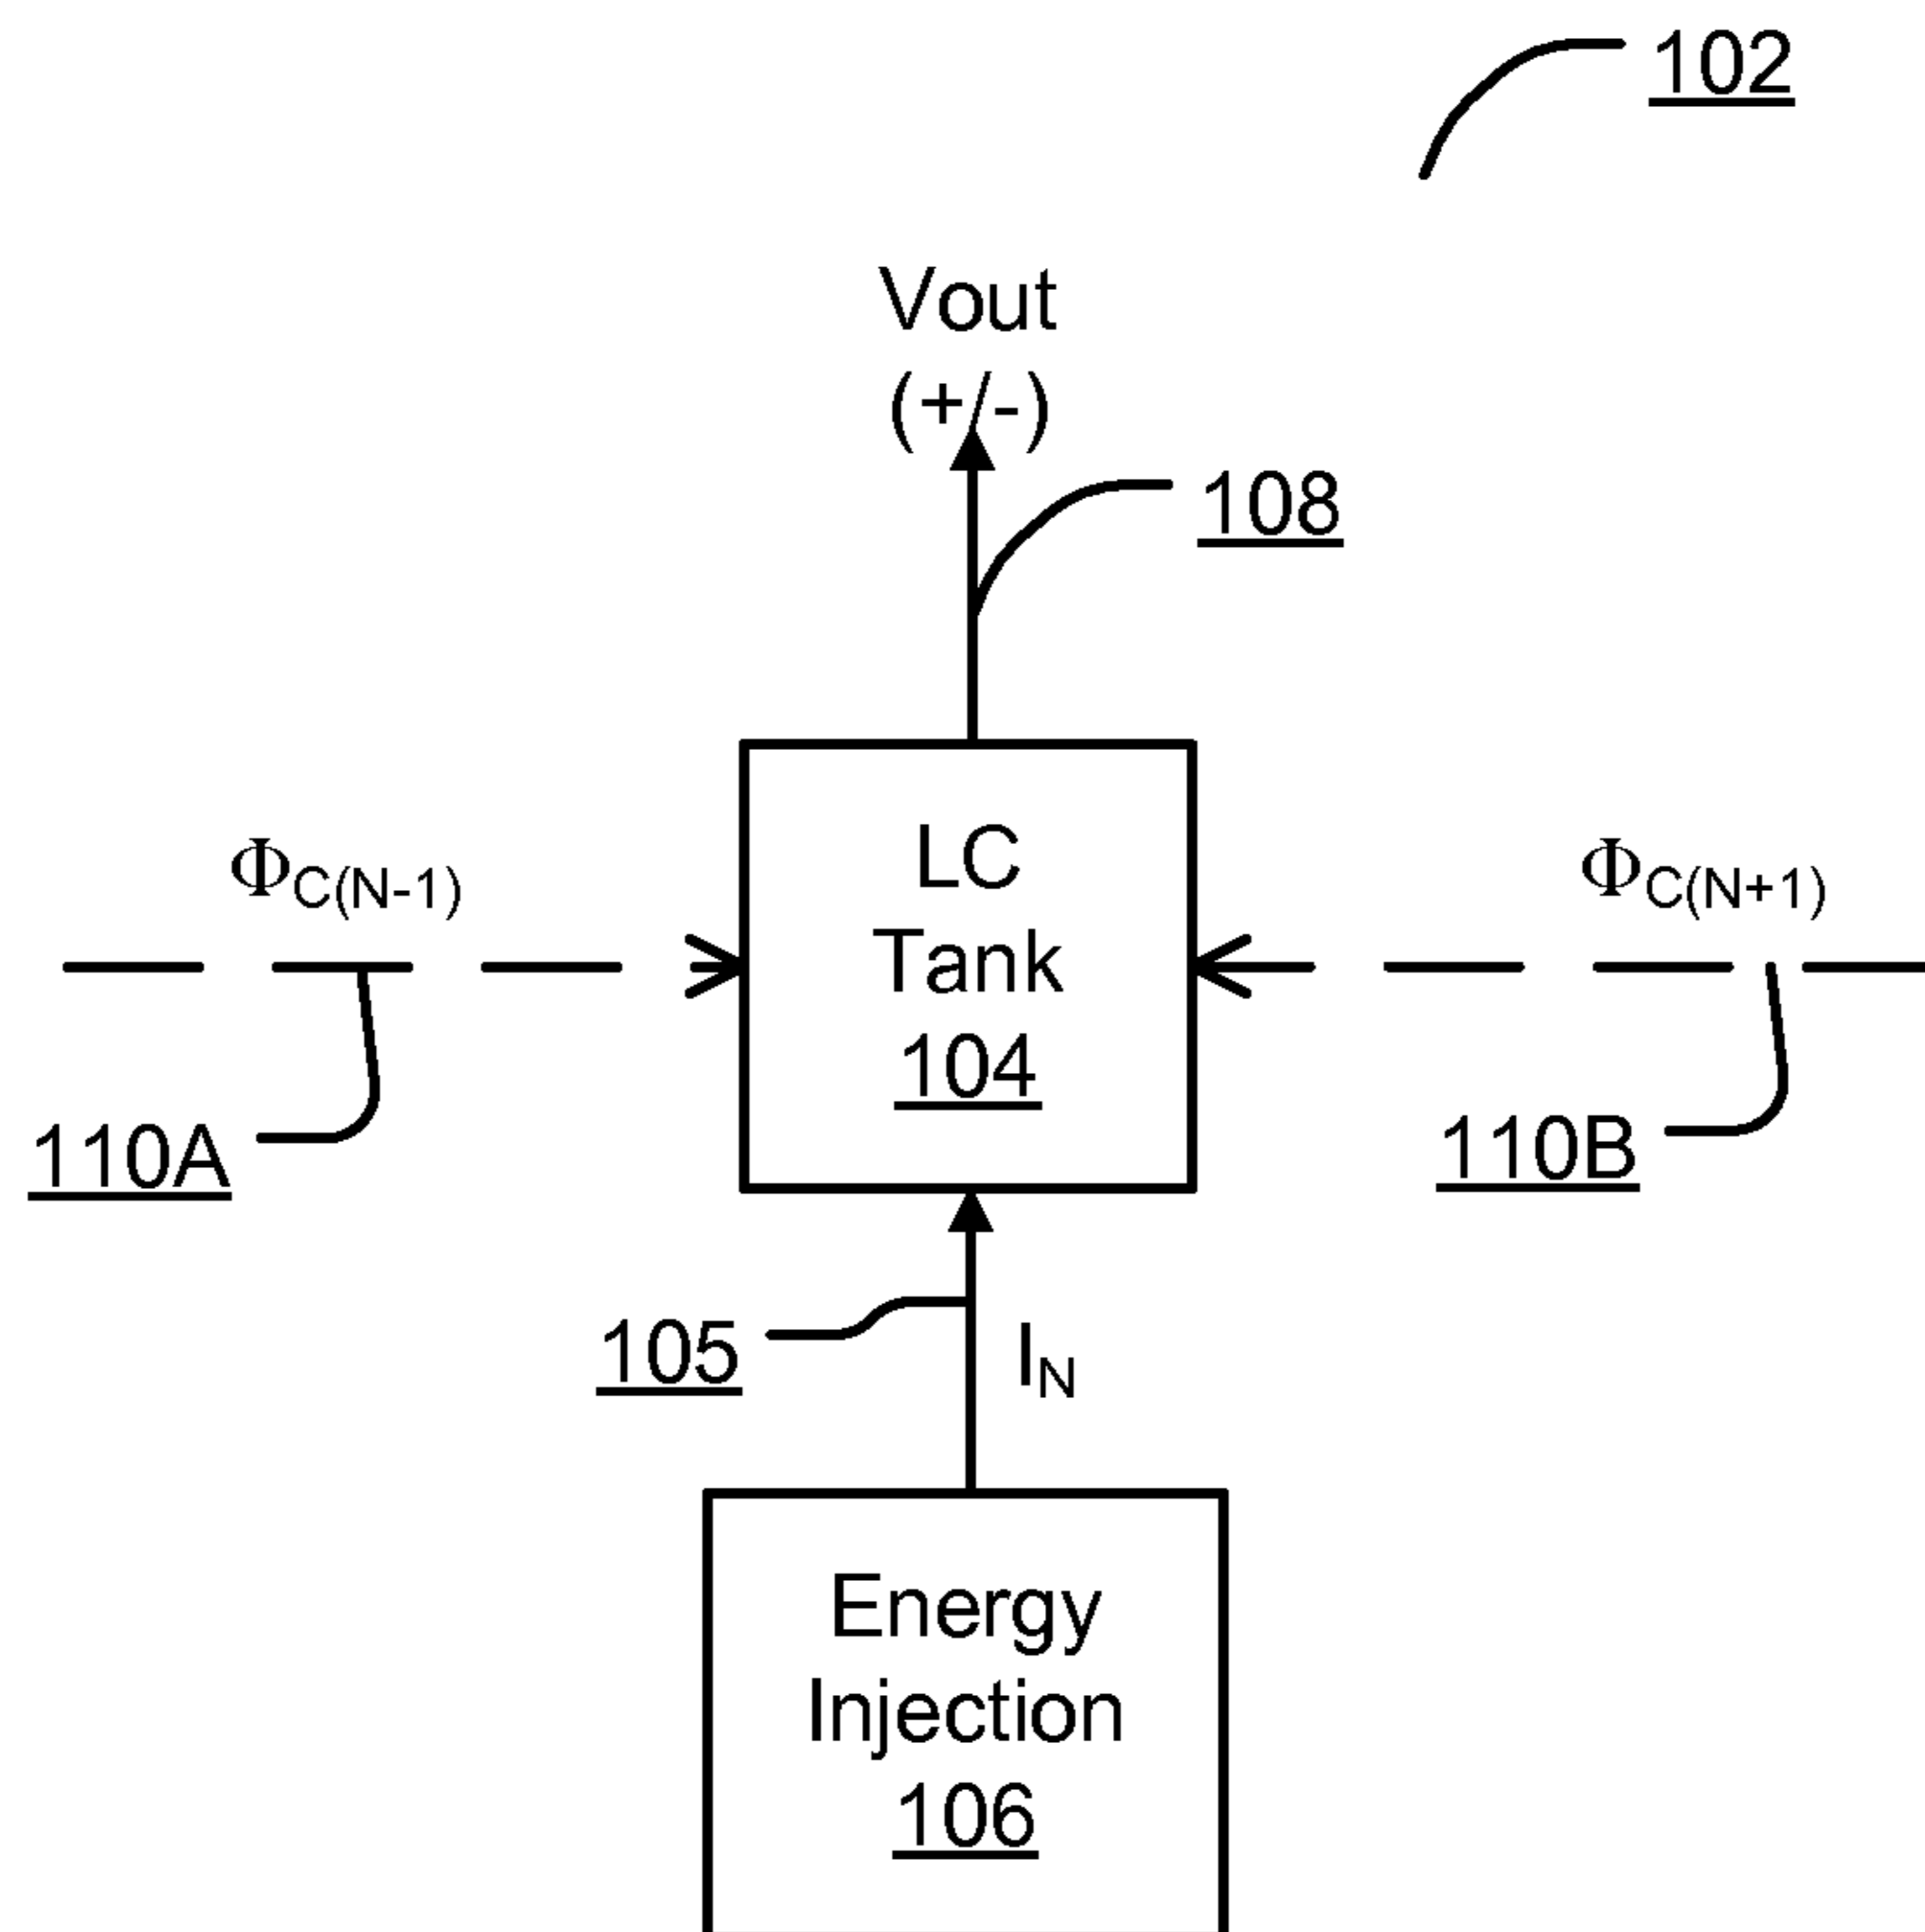 102
Vout
(+/-)
108
LC
Tank
104
ΦC(N-1)
ΦC(N+1)
110A
110B
105
IN
Energy
Injection
106